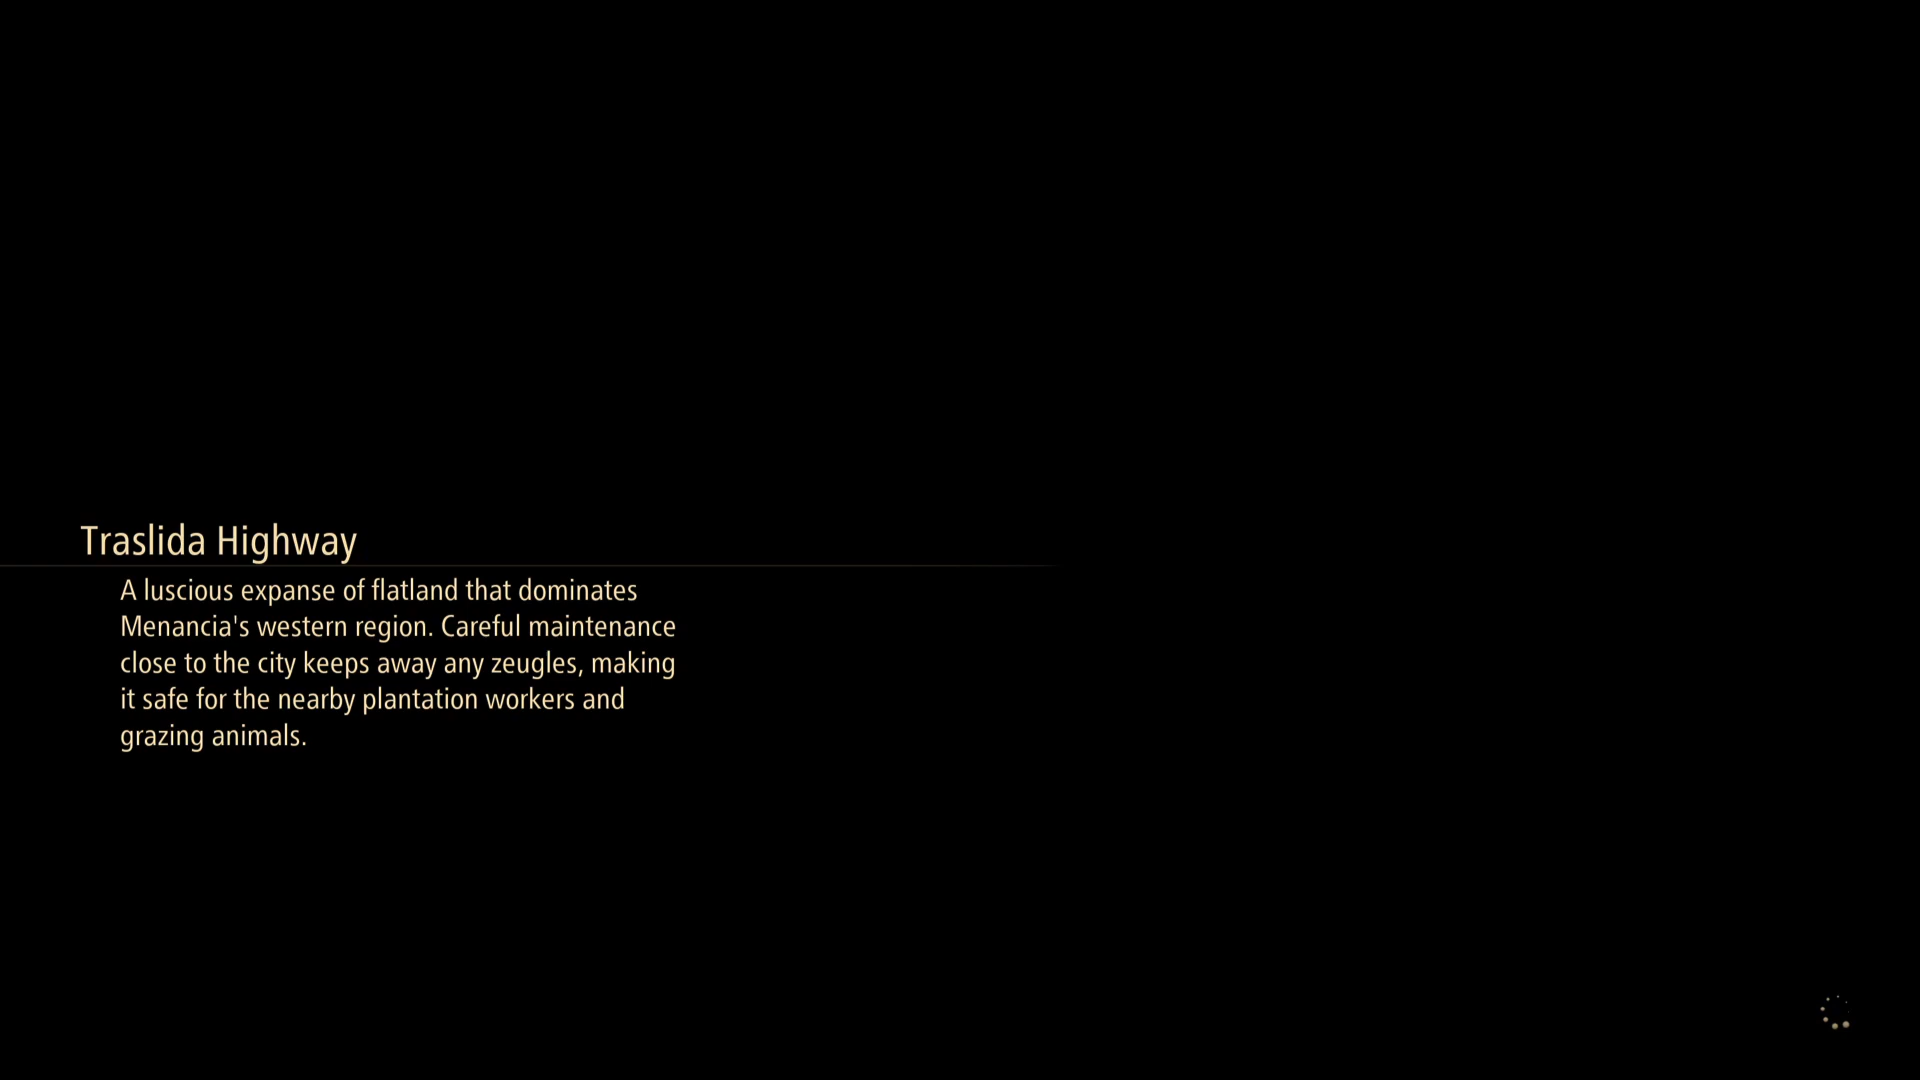 Traslida Highway
A luscious expanse of flatland that dominates
Menancia's western region. Careful maintenance
close to the city keeps away any zeugles, making
it safe for the nearby plantation workers and
grazing animals.